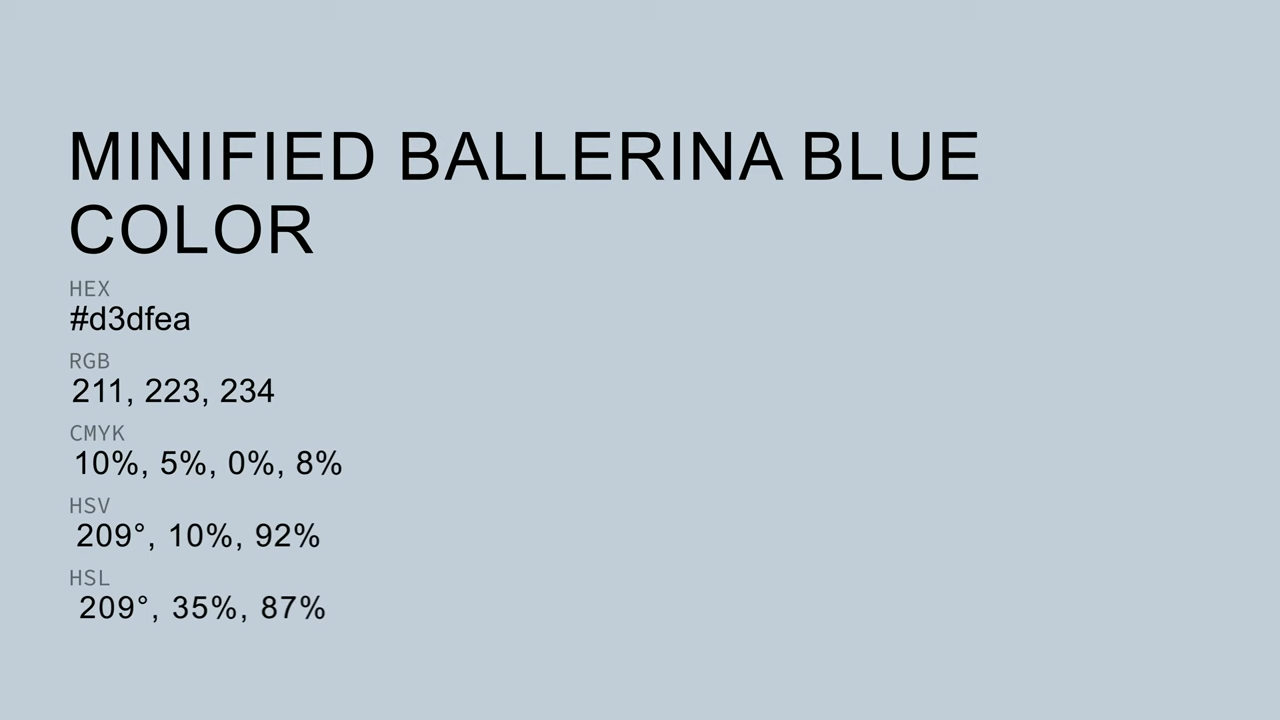 MINIFIED BALLERINA BLUE
COLOR
HEX
#d3dfea
RGB
211, 223, 234
CMYK
10%, 5%, 0%, 8%
HSV
209°, 10%, 92%
HSL
209°, 35%, 87%